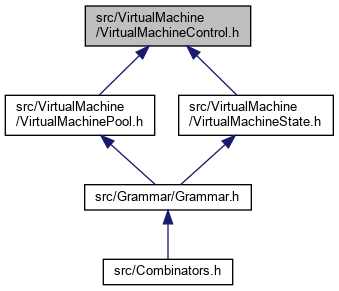 src/VirtualMachine
/VirtualMachineControl.h
src/VirtualMachine
/VirtualMachinePool.h
src/VirtualMachine
/VirtualMachineState.h
src/Grammar/Grammar.h
src/Combinators.h